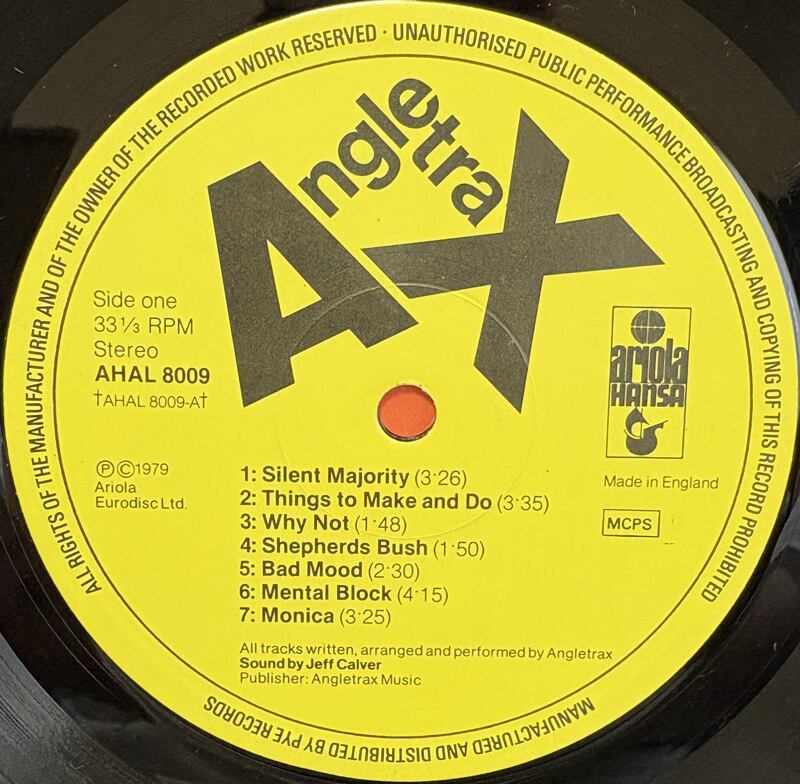 ALL RIGHTS OF THE MANUFACTURER AND OF THE OWNER OF THE RECORDED WORK RESERVED · UNAUTHORISED PUBLIC PERFORMANCE BROADCASTING AND COPYING OF THIS RECORD PROHIBITED
AngletraX
Side one
33⅓ RPM
Stereo
AHAL 8009
†AHAL 8009-A†
ariola
HANSA
Ⓟ©1979
Ariola
Eurodisc Ltd.
Made in England
MCPS
1: Silent Majority (3·26)
2: Things to Make and Do (3·35)
3: Why Not (1·48)
4: Shepherds Bush (1·50)
5: Bad Mood (2·30)
6: Mental Block (4·15)
7: Monica (3·25)
All tracks written, arranged and performed by Angletrax
Sound by Jeff Calver
Publisher: Angletrax Music
MANUFACTURED AND DISTRIBUTED BY PYE RECORDS